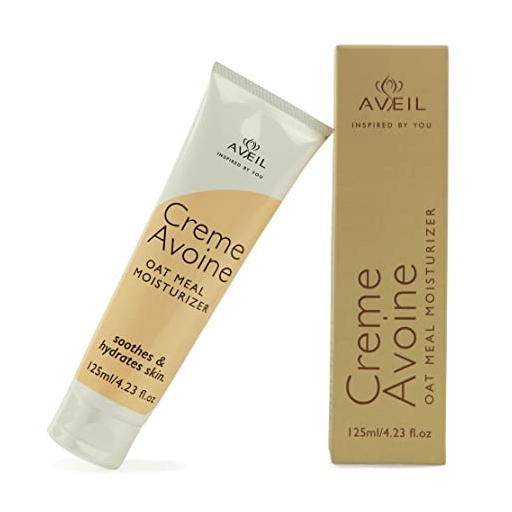 AVEIL
INSPIRED BY YOU
Creme
Avoine
OAT MEAL
MOISTURIZER
soothes &
hydrates skin.
125ml/4.23 fl.oz
AVEIL
INSPIRED BY YOU
Creme
Avoine
OAT MEAL MOISTURIZER
125ml/4.23 fl.oz